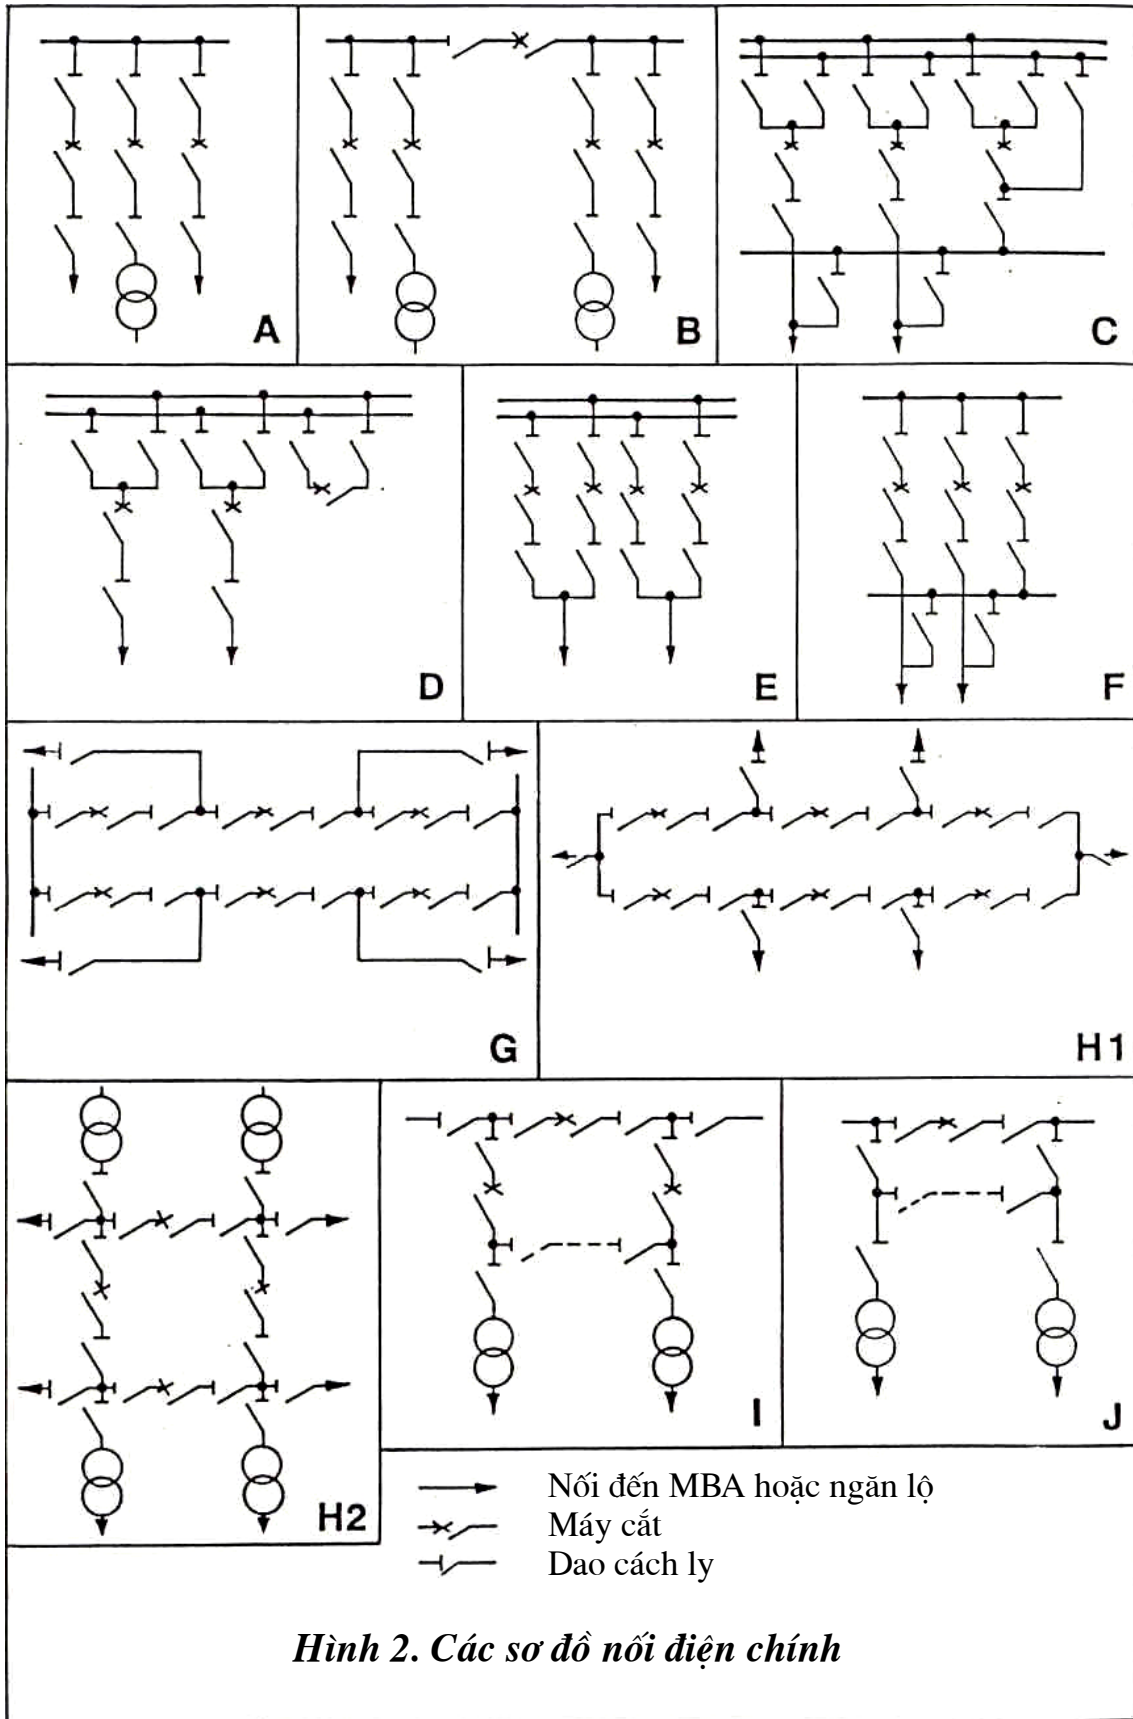 A
B
C
D
E
F
G
H1
H2
I
J
Nối đến MBA hoặc ngăn lộ
Máy cắt
Dao cách ly
Hình 2. Các sơ đồ nối điện chính